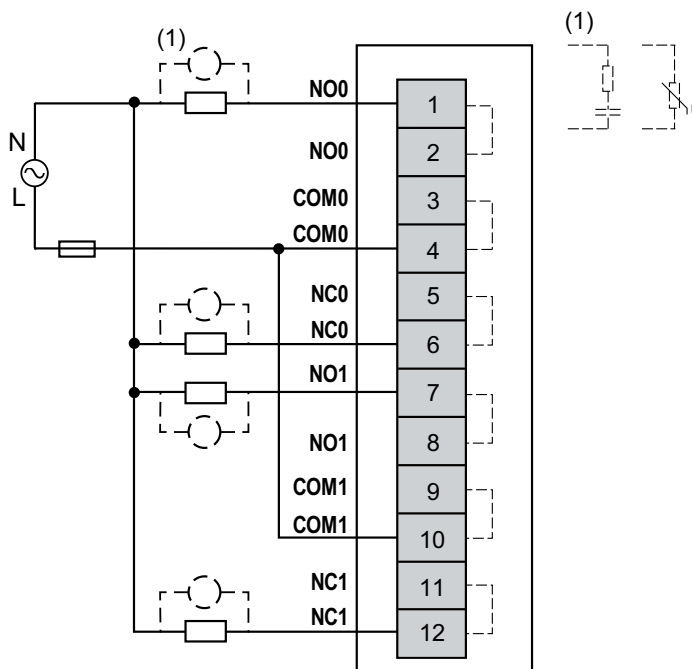 (1)
(1)
NO0 1
N
NO0 2
L
COM0 3
COM0 4
NC0 5
NC0 6
NO1 7
NO1 8
COM1 9
COM1 10
NC1 11
NC1 12